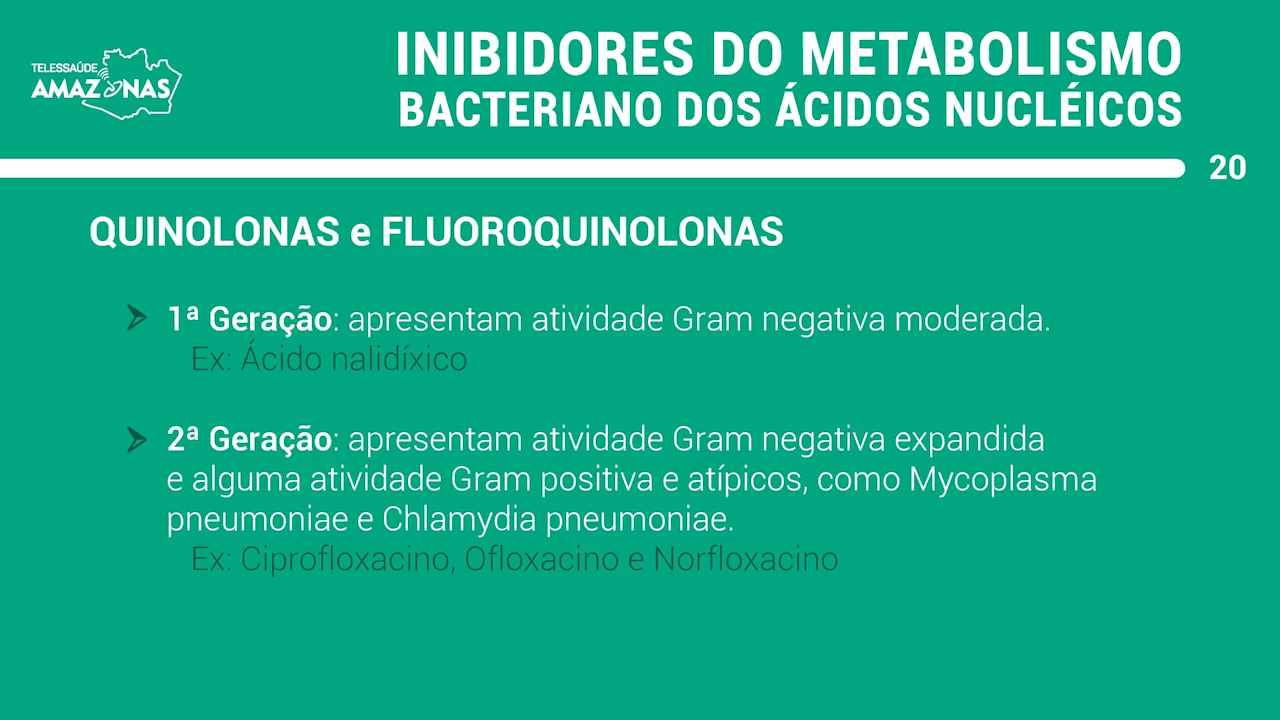 TELESSAÚDE
AMAZONAS
INIBIDORES DO METABOLISMO
BACTERIANO DOS ÁCIDOS NUCLÉICOS
20
QUINOLONAS e FLUOROQUINOLONAS
1ª Geração: apresentam atividade Gram negativa moderada.
Ex: Ácido nalidíxico
2ª Geração: apresentam atividade Gram negativa expandida
e alguma atividade Gram positiva e atípicos, como Mycoplasma
pneumoniae e Chlamydia pneumoniae.
Ex: Ciprofloxacino, Ofloxacino e Norfloxacino